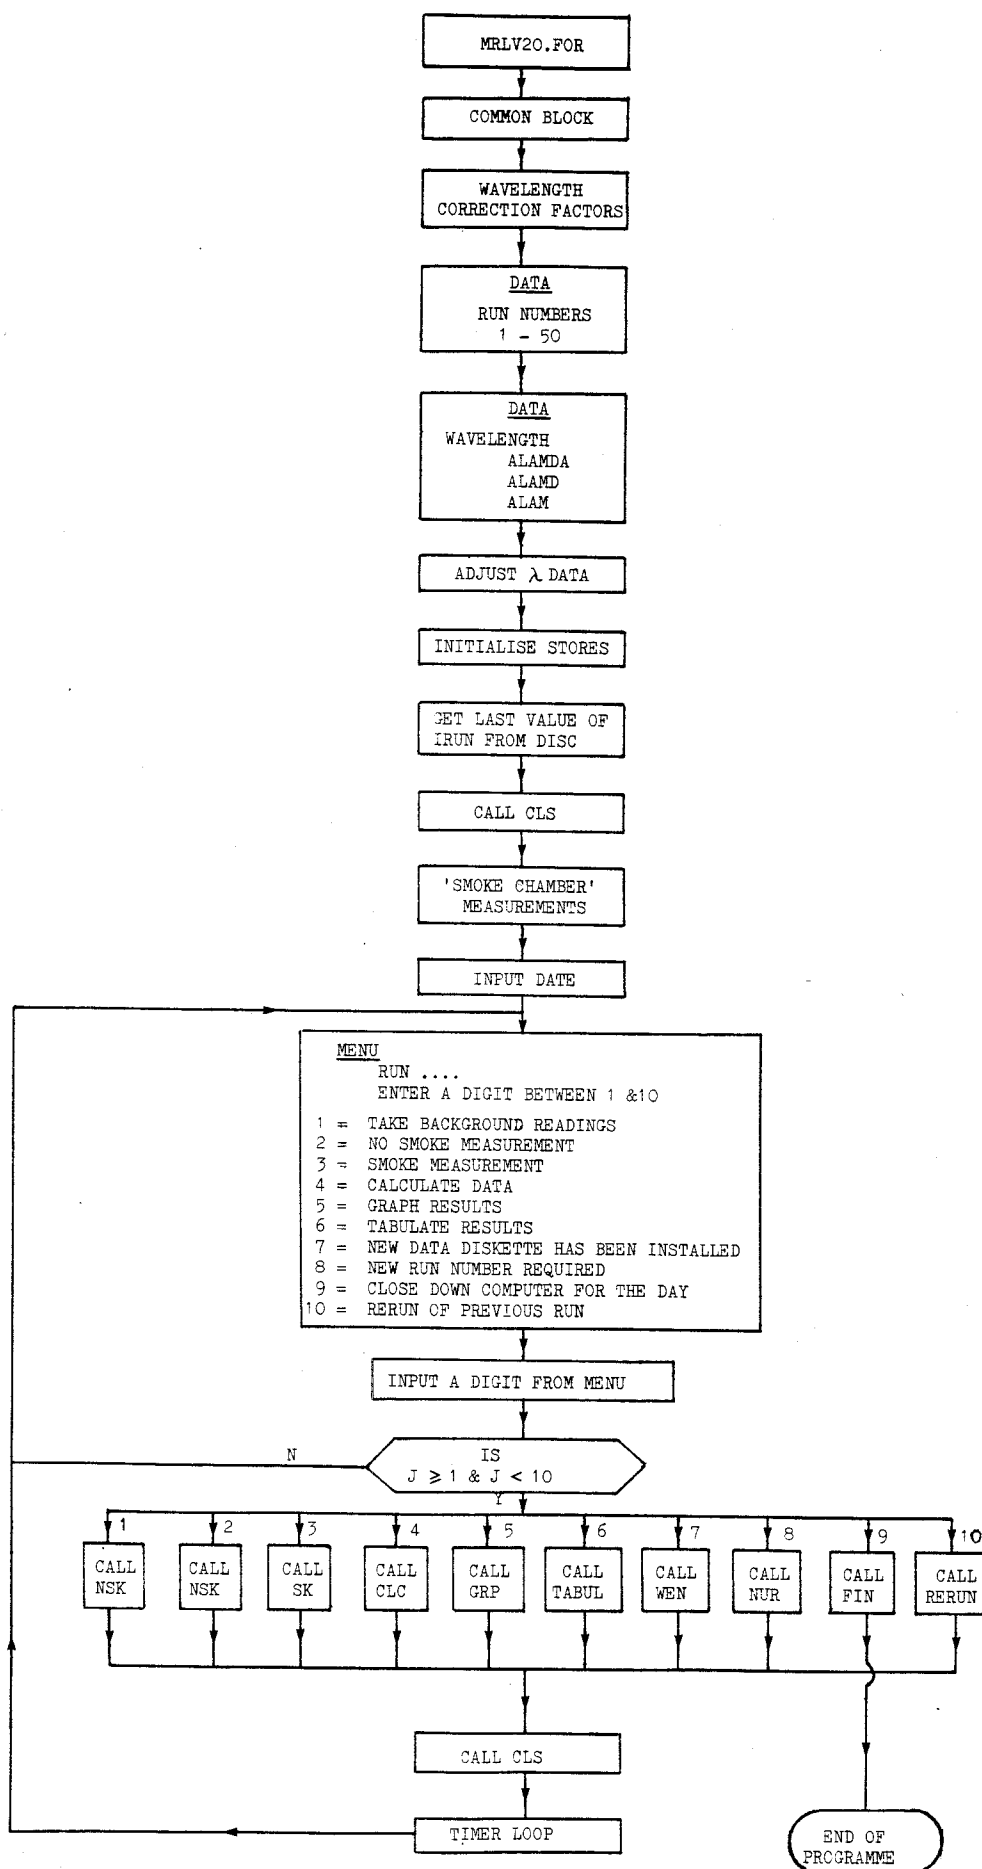 MRLV20.FOR
COMMON BLOCK
WAVELENGTH
CORRECTION FACTORS
DATA
RUN NUMBERS
1 - 50
DATA
WAVELENGTH
ALAMDA
ALAMD
ALAM
ADJUST λ DATA
INITIALISE STORES
GET LAST VALUE OF
IRUN FROM DISC
CALL CLS
'SMOKE CHAMBER'
MEASUREMENTS
INPUT DATE
MENU
RUN ....
ENTER A DIGIT BETWEEN 1 &10
1 = TAKE BACKGROUND READINGS
2 = NO SMOKE MEASUREMENT
3 = SMOKE MEASUREMENT
4 = CALCULATE DATA
5 = GRAPH RESULTS
6 = TABULATE RESULTS
7 = NEW DATA DISKETTE HAS BEEN INSTALLED
8 = NEW RUN NUMBER REQUIRED
9 = CLOSE DOWN COMPUTER FOR THE DAY
10 = RERUN OF PREVIOUS RUN
INPUT A DIGIT FROM MENU
N
IS
J ⩾ 1 & J < 10
Y
1 2 3 4 5 6 7 8 9 10
CALL NSK
CALL NSK
CALL SK
CALL CLC
CALL GRP
CALL TABUL
CALL WEN
CALL NUR
CALL FIN
CALL RERUN
CALL CLS
TIMER LOOP
END OF
PROGRAMME